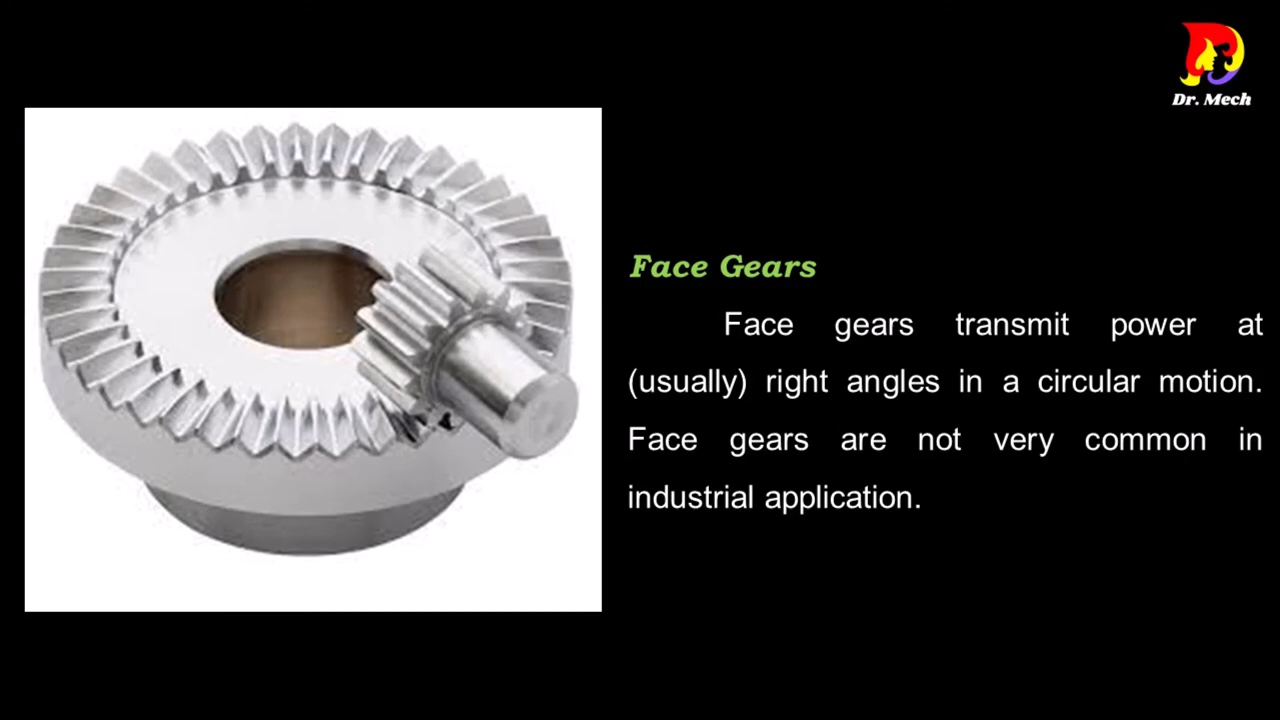 Dr. Mech
Face Gears
Face gears transmit power at
(usually) right angles in a circular motion.
Face gears are not very common in
industrial application.